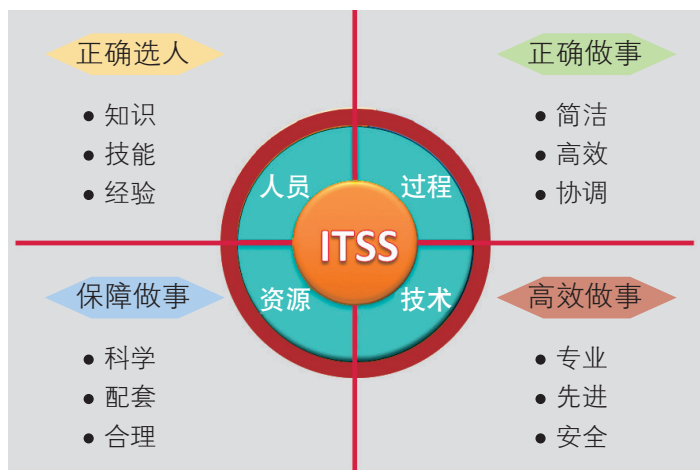 正确选人
知识
技能
经验
正确做事
简洁
高效
协调
人员
过程
ITSS
资源
技术
保障做事
科学
配套
合理
高效做事
专业
先进
安全